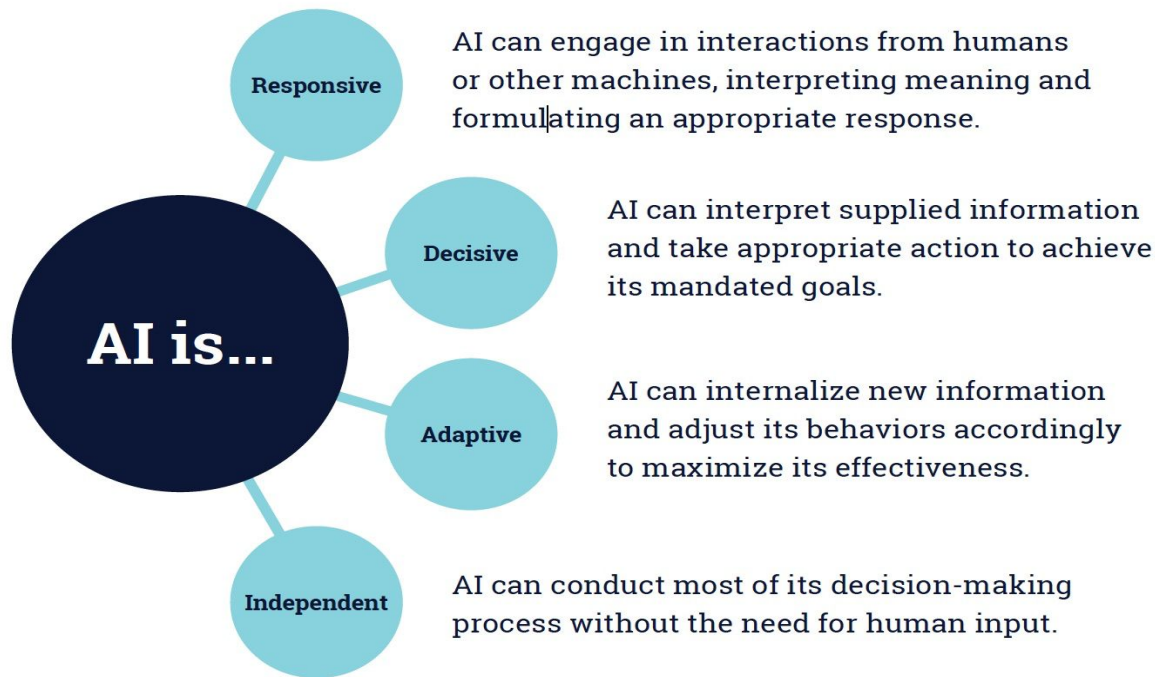 Responsive
AI can engage in interactions from humans
or other machines, interpreting meaning and
formulating an appropriate response.
AI is...
Decisive
AI can interpret supplied information
and take appropriate action to achieve
its mandated goals.
Adaptive
AI can internalize new information
and adjust its behaviors accordingly
to maximize its effectiveness.
Independent
AI can conduct most of its decision-making
process without the need for human input.